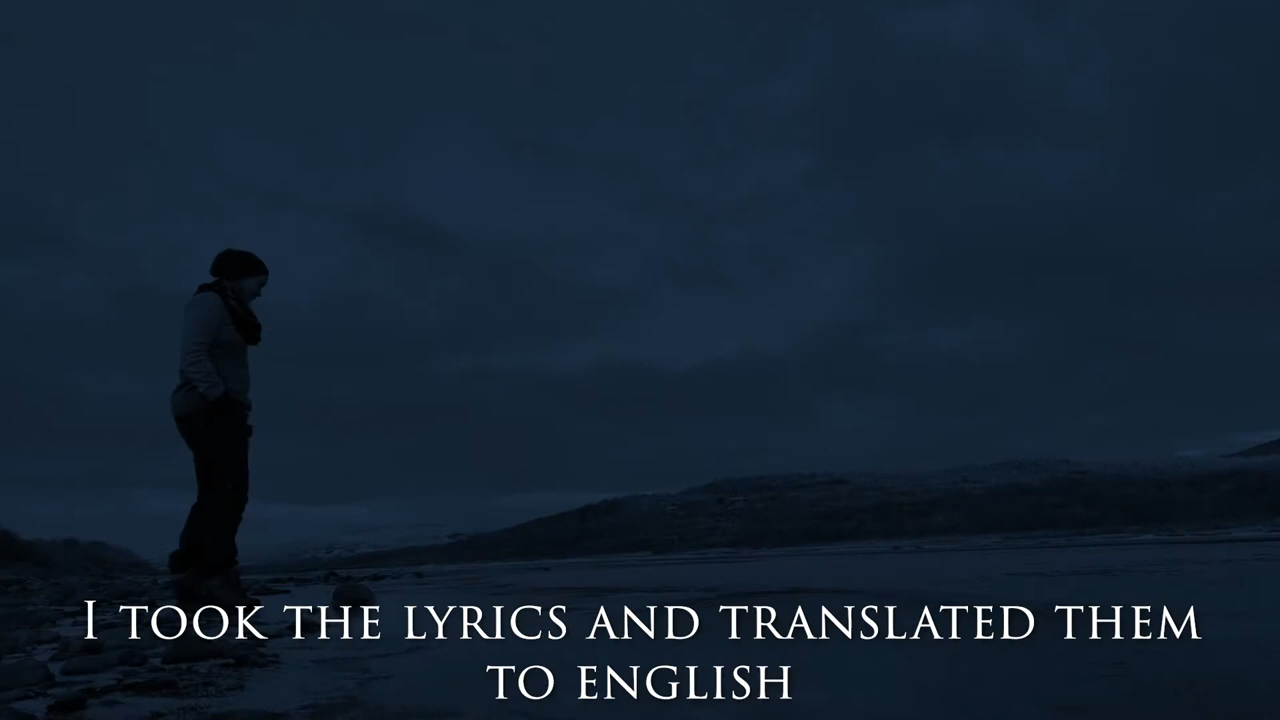 I TOOK THE LYRICS AND TRANSLATED THEM
TO ENGLISH